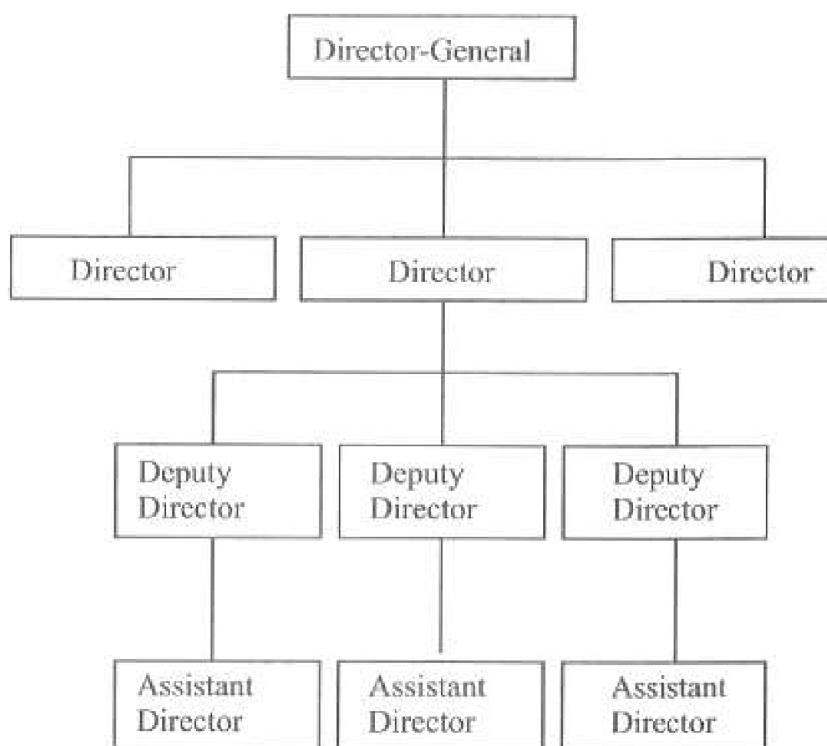 Director-General
Director
Director
Director
Deputy
Director
Deputy
Director
Deputy
Director
Assistant
Director
Assistant
Director
Assistant
Director